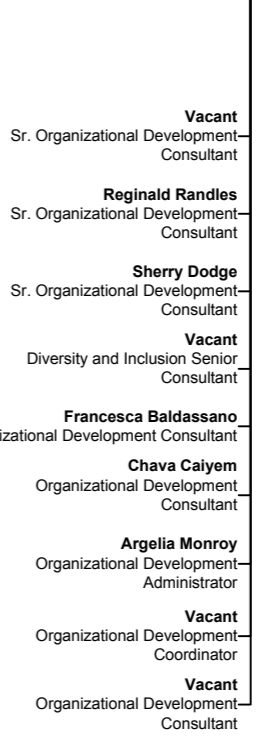 Vacant
Sr. Organizational Development
Consultant
Reginald Randles
Sr. Organizational Development
Consultant
Sherry Dodge
Sr. Organizational Development
Consultant
Vacant
Diversity and Inclusion Senior
Consultant
Francesca Baldassano
izational Development Consultant
Chava Caiyem
Organizational Development
Consultant
Argelia Monroy
Organizational Development
Administrator
Vacant
Organizational Development
Coordinator
Vacant
Organizational Development
Consultant